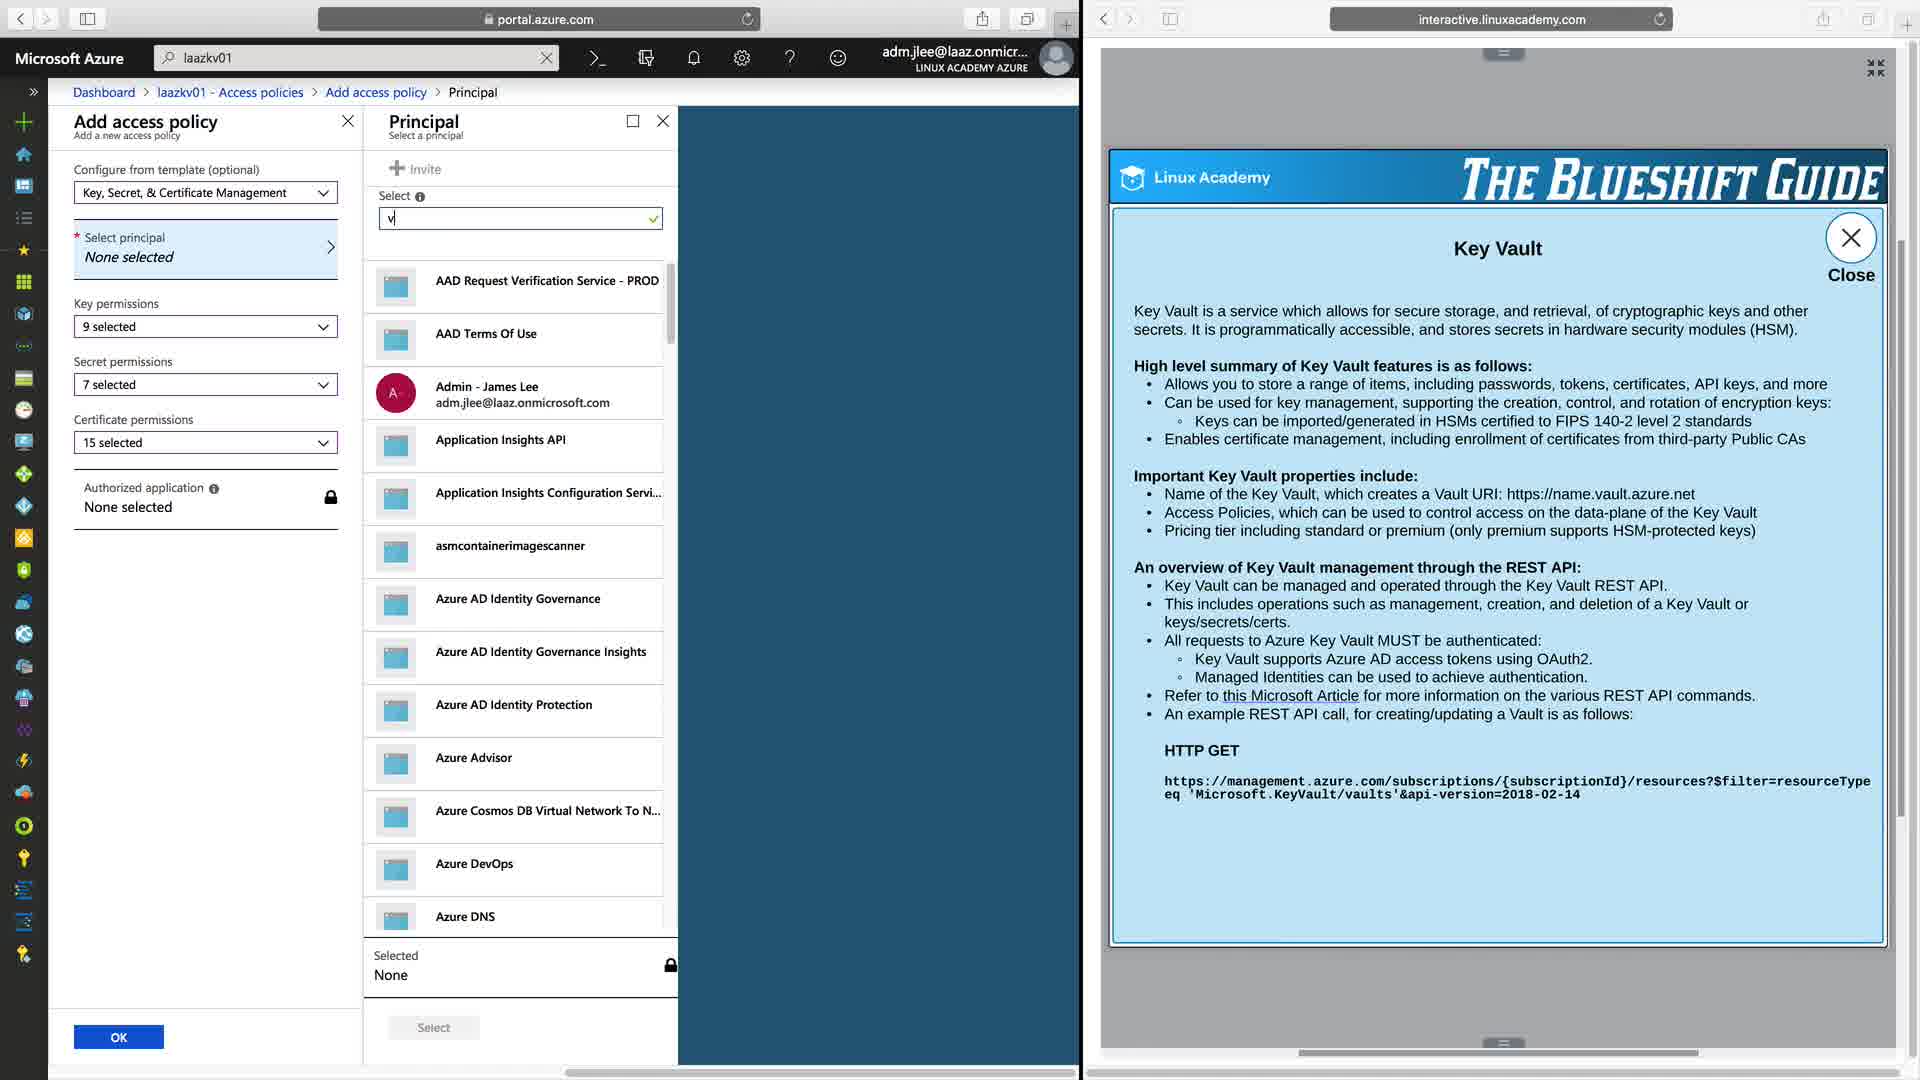 portal.azure.com
Microsoft Azure
laazkv01
adm.jlee@laaz.onmicr...
LINUX ACADEMY AZURE
Dashboard > laazkv01 - Access policies > Add access policy > Principal
Add access policy
Add a new access policy
Configure from template (optional)
Key, Secret, & Certificate Management
* Select principal
None selected
Key permissions
9 selected
Secret permissions
7 selected
Certificate permissions
15 selected
Authorized application
None selected
OK
Principal
Select a principal
Invite
Select
v
AAD Request Verification Service - PROD
AAD Terms Of Use
A-
Admin - James Lee
adm.jlee@laaz.onmicrosoft.com
Application Insights API
Application Insights Configuration Servi...
asmcontainerimagescanner
Azure AD Identity Governance
Azure AD Identity Governance Insights
Azure AD Identity Protection
Azure Advisor
Azure Cosmos DB Virtual Network To N...
Azure DevOps
Azure DNS
Selected
None
Select
interactive.linuxacademy.com
Linux Academy
THE BLUESHIFT GUIDE
Key Vault
Close
Key Vault is a service which allows for secure storage, and retrieval, of cryptographic keys and other
secrets. It is programmatically accessible, and stores secrets in hardware security modules (HSM).
High level summary of Key Vault features is as follows:
• Allows you to store a range of items, including passwords, tokens, certificates, API keys, and more
• Can be used for key management, supporting the creation, control, and rotation of encryption keys:
◦ Keys can be imported/generated in HSMs certified to FIPS 140-2 level 2 standards
• Enables certificate management, including enrollment of certificates from third-party Public CAs
Important Key Vault properties include:
• Name of the Key Vault, which creates a Vault URI: https://name.vault.azure.net
• Access Policies, which can be used to control access on the data-plane of the Key Vault
• Pricing tier including standard or premium (only premium supports HSM-protected keys)
An overview of Key Vault management through the REST API:
• Key Vault can be managed and operated through the Key Vault REST API.
• This includes operations such as management, creation, and deletion of a Key Vault or
keys/secrets/certs.
• All requests to Azure Key Vault MUST be authenticated:
◦ Key Vault supports Azure AD access tokens using OAuth2.
◦ Managed Identities can be used to achieve authentication.
• Refer to this Microsoft Article for more information on the various REST API commands.
• An example REST API call, for creating/updating a Vault is as follows:
HTTP GET
https://management.azure.com/subscriptions/{subscriptionId}/resources?$filter=resourceType
eq 'Microsoft.KeyVault/vaults'&api-version=2018-02-14